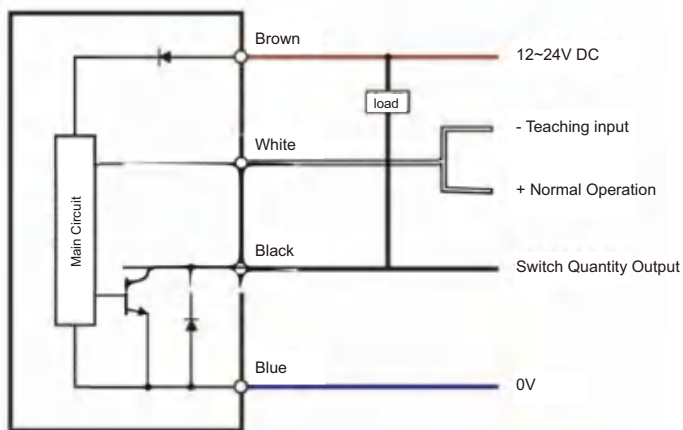 Brown
12~24V DC
load
- Teaching input
White
+ Normal Operation
Main Circuit
Black
Switch Quantity Output
Blue
0V